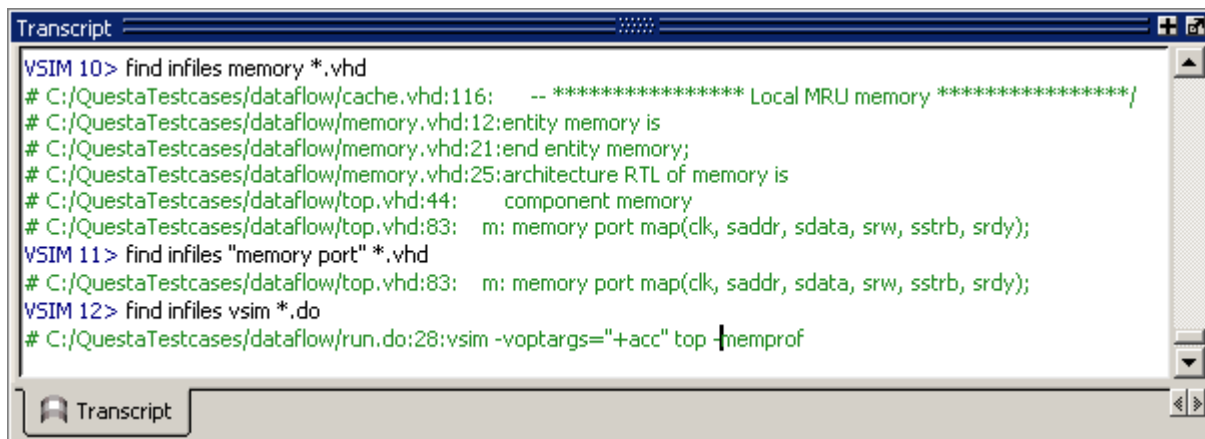 Transcript
VSIM 10> find infiles memory *.vhd
# C:/QuestaTestcases/dataflow/cache.vhd:116:     -- **************** Local MRU memory ****************/
# C:/QuestaTestcases/dataflow/memory.vhd:12:entity memory is
# C:/QuestaTestcases/dataflow/memory.vhd:21:end entity memory;
# C:/QuestaTestcases/dataflow/memory.vhd:25:architecture RTL of memory is
# C:/QuestaTestcases/dataflow/top.vhd:44:      component memory
# C:/QuestaTestcases/dataflow/top.vhd:83:   m: memory port map(clk, saddr, sdata, srw, sstrb, srdy);
VSIM 11> find infiles "memory port" *.vhd
# C:/QuestaTestcases/dataflow/top.vhd:83:   m: memory port map(clk, saddr, sdata, srw, sstrb, srdy);
VSIM 12> find infiles vsim *.do
# C:/QuestaTestcases/dataflow/run.do:28:vsim -voptargs="+acc" top -memprof
Transcript